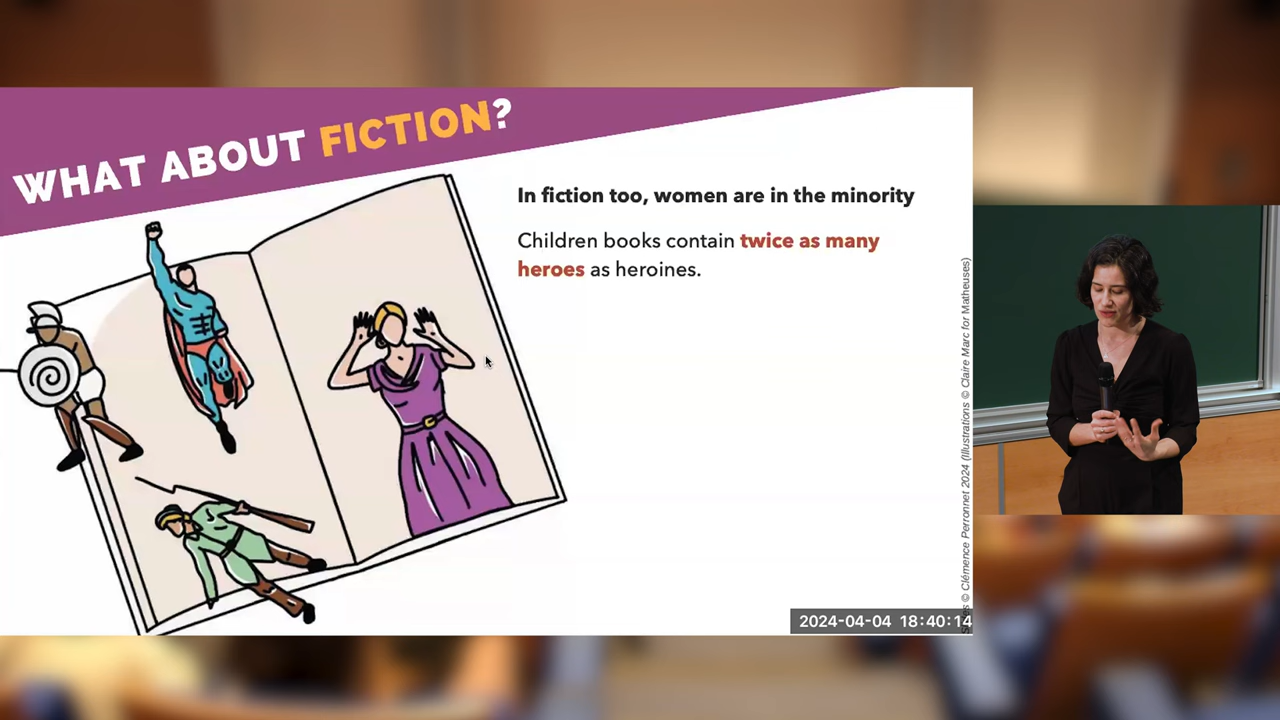 WHAT ABOUT FICTION?
In fiction too, women are in the minority
Children books contain twice as many
heroes as heroines.
© Clémence Perronnet 2024 (Illustrations © Claire Marc for Matheuses)
2024-04-04 18:40:14